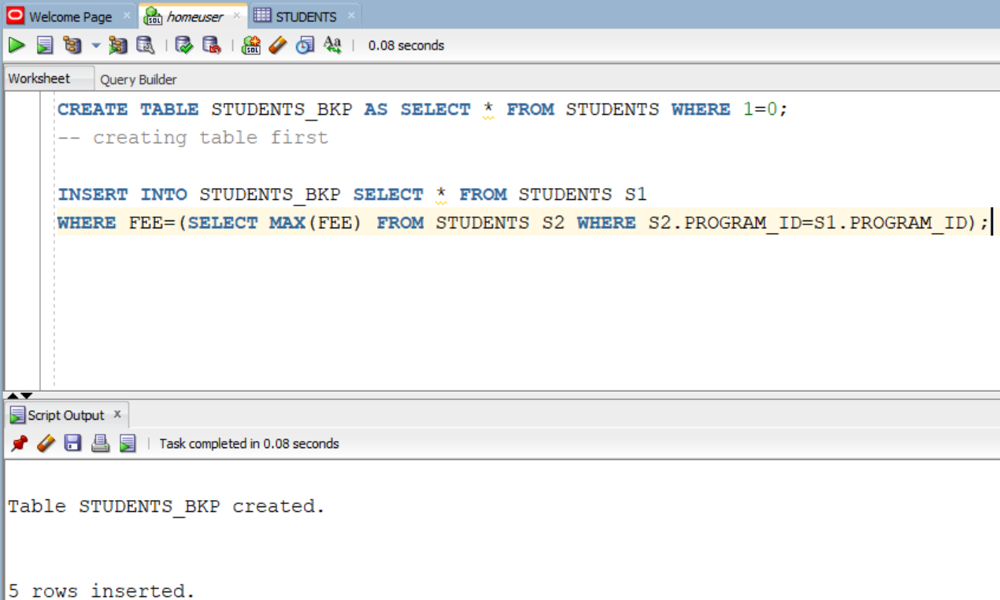 Welcome Page homeuser STUDENTS
0.08 seconds
Worksheet Query Builder
CREATE TABLE STUDENTS_BKP AS SELECT * FROM STUDENTS WHERE 1=0;
-- creating table first
INSERT INTO STUDENTS_BKP SELECT * FROM STUDENTS S1
WHERE FEE=(SELECT MAX(FEE) FROM STUDENTS S2 WHERE S2.PROGRAM_ID=S1.PROGRAM_ID);
Script Output x
Task completed in 0.08 seconds
Table STUDENTS_BKP created.
5 rows inserted.